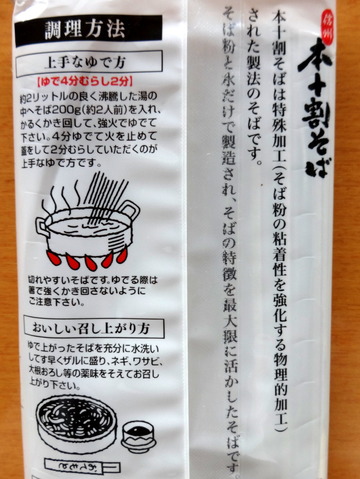 信州
本十割そば
本十割そばは特殊加工(そば粉の粘着性を強化する物理的加工)
された製法のそばです。
そば粉と水だけで製造され、そばの特徴を最大限に活かしたそばです
調理方法
上手なゆで方
【ゆで4分むらし2分】
約2リットルの良く沸騰した湯の
中へそば200g(約2人前)を入れ、
かるくかき回して、強火でゆでて
下さい。4分ゆでて火を止めて
蓋をして2分むらしていただくのが
上手なゆで方です。
切れやすいそばです。ゆでる際は
箸で強くかき回さないように
ご注意下さい。
おいしい召し上がり方
ゆで上がったそばを充分に水洗い
してす早くザルに盛り、ネギ、ワサビ、
大根おろし等の薬味をそえてお召し
上がり下さい。